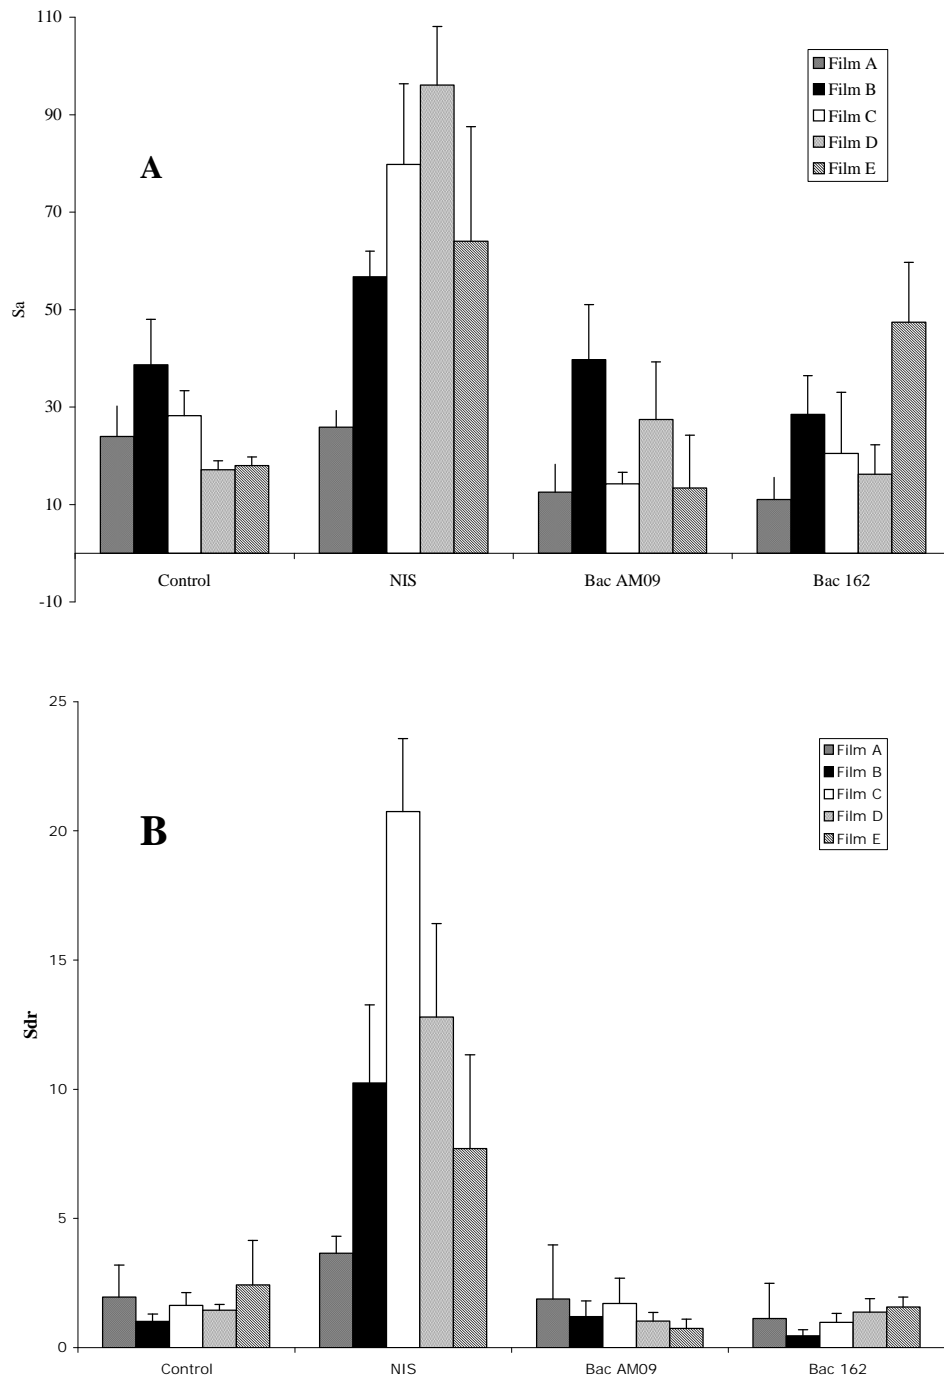 110
90
70
50
30
10
-10
Sa
A
Film A
Film B
Film C
Film D
Film E
Control NIS Bac AM09 Bac 162
25
20
15
10
5
0
Sdr
B
Film A
Film B
Film C
Film D
Film E
Control NIS Bac AM09 Bac 162